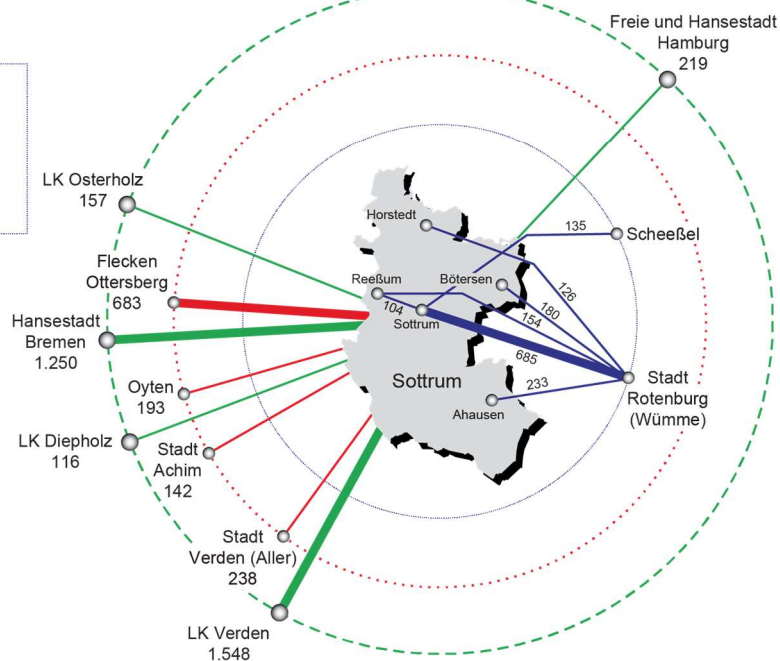 Freie und Hansestadt
Hamburg
219
LK Osterholz
157
Horstedt
135
Scheeßel
Flecken
Ottersberg
683
Reeßum
Bötersen
126
104
Sottrum
154
180
Hansestadt
Bremen
1.250
685
Oyten
193
Sottrum
233
Stadt
Rotenburg
(Wümme)
Ahausen
LK Diepholz
116
Stadt
Achim
142
Stadt
Verden (Aller)
238
LK Verden
1.548